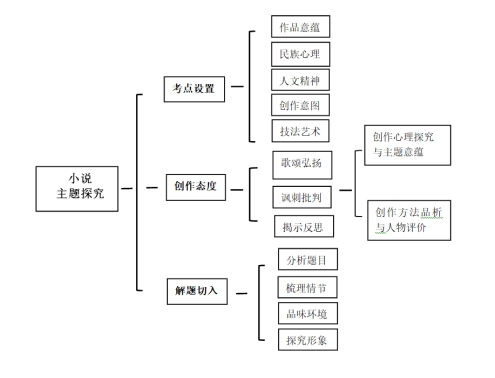 小说
主题探究
考点设置
作品意蕴
民族心理
人文精神
创作意图
技法艺术
创作态度
歌颂弘扬
讽刺批判
揭示反思
创作心理探究
与主题意蕴
创作方法品析
与人物评价
解题切入
分析题目
梳理情节
品味环境
探究形象